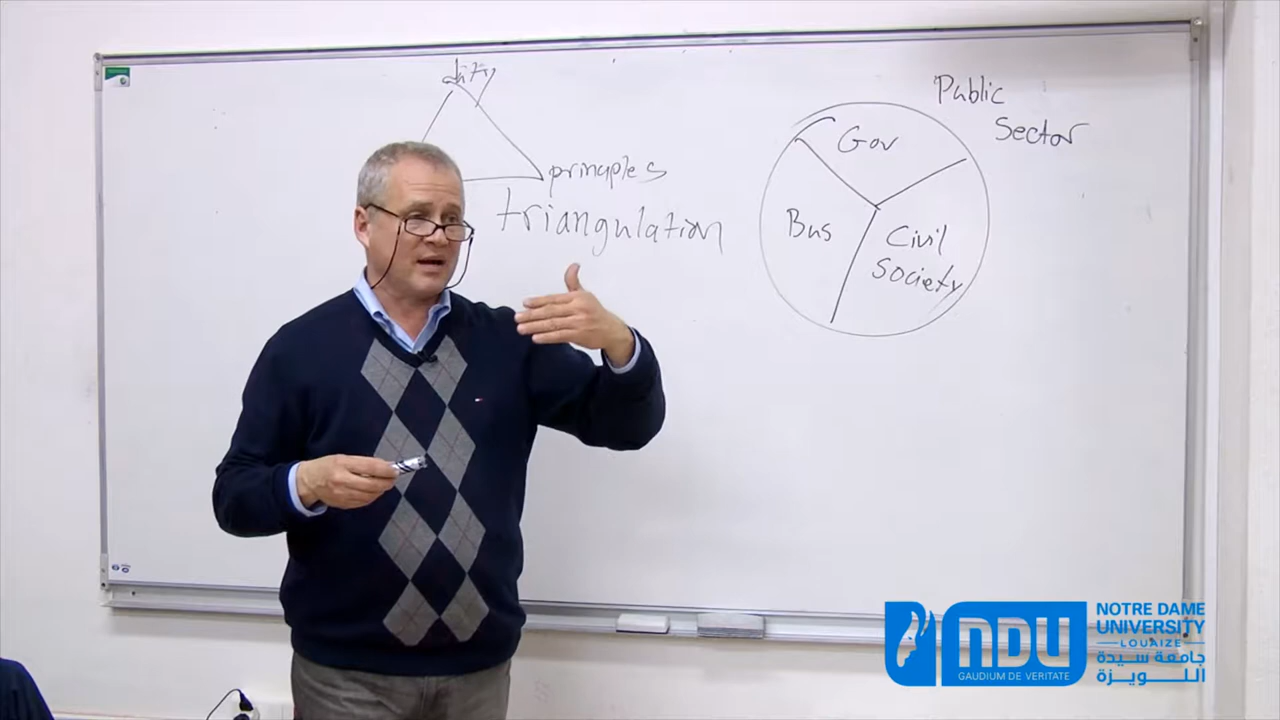 duty
principles
triangulation
Public
Sector
Gov
Bus
Civil
Society
NDU
GAUDIUM DE VERITATE
NOTRE DAME
UNIVERSITY
LOUAIZE
جامعة سيدة
اللويزة